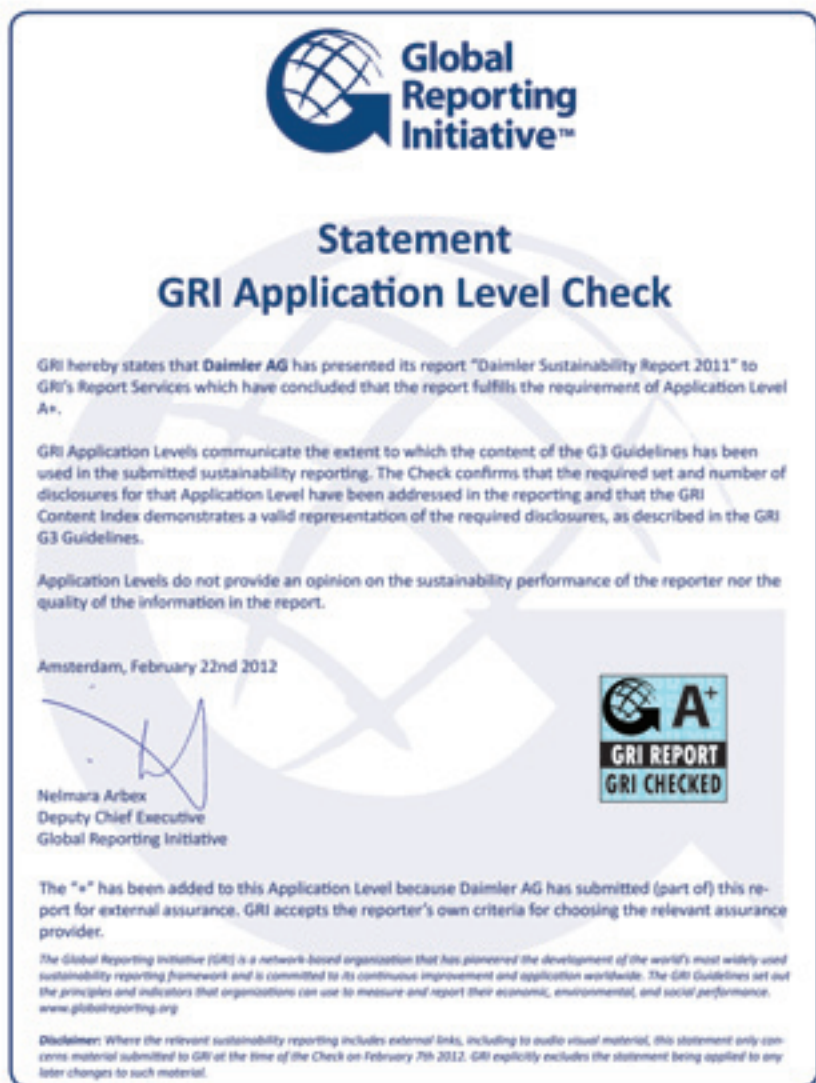 Global
Reporting
Initiative™
Statement
GRI Application Level Check
GRI hereby states that Daimler AG has presented its report "Daimler Sustainability Report 2011" to
GRI's Report Services which have concluded that the report fulfills the requirement of Application Level
A+.
GRI Application Levels communicate the extent to which the content of the G3 Guidelines has been
used in the submitted sustainability reporting. The Check confirms that the required set and number of
disclosures for that Application Level have been addressed in the reporting and that the GRI
Content Index demonstrates a valid representation of the required disclosures, as described in the GRI
G3 Guidelines.
Application Levels do not provide an opinion on the sustainability performance of the reporter nor the
quality of the information in the report.
Amsterdam, February 22nd 2012
A+
GRI REPORT
GRI CHECKED
Nelmara Arbex
Deputy Chief Executive
Global Reporting Initiative
The "+" has been added to this Application Level because Daimler AG has submitted (part of) this re-
port for external assurance. GRI accepts the reporter's own criteria for choosing the relevant assurance
provider.
The Global Reporting Initiative (GRI) is a network-based organization that has pioneered the development of the world's most widely used
sustainability reporting framework and is committed to its continuous improvement and application worldwide. The GRI Guidelines set out
the principles and indicators that organizations can use to measure and report their economic, environmental, and social performance.
www.globalreporting.org
Disclaimer: Where the relevant sustainability reporting includes external links, including to audio visual material, this statement only con-
cerns material submitted to GRI at the time of the Check on February 7th 2012. GRI explicitly excludes the statement being applied to any
later changes to such material.